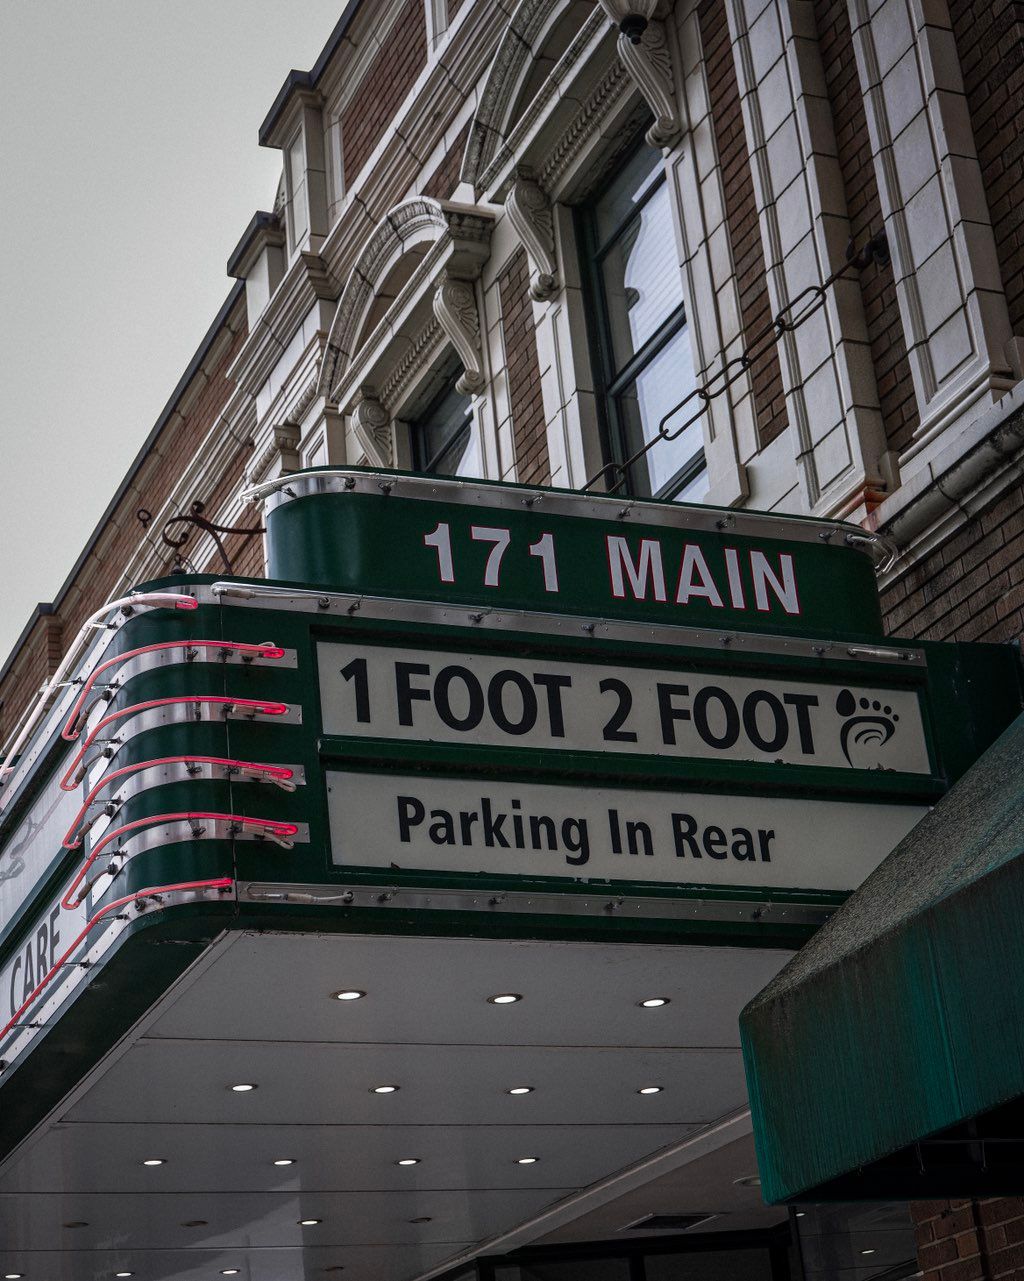 171 MAIN
1 FOOT 2 FOOT
Parking In Rear
CARE